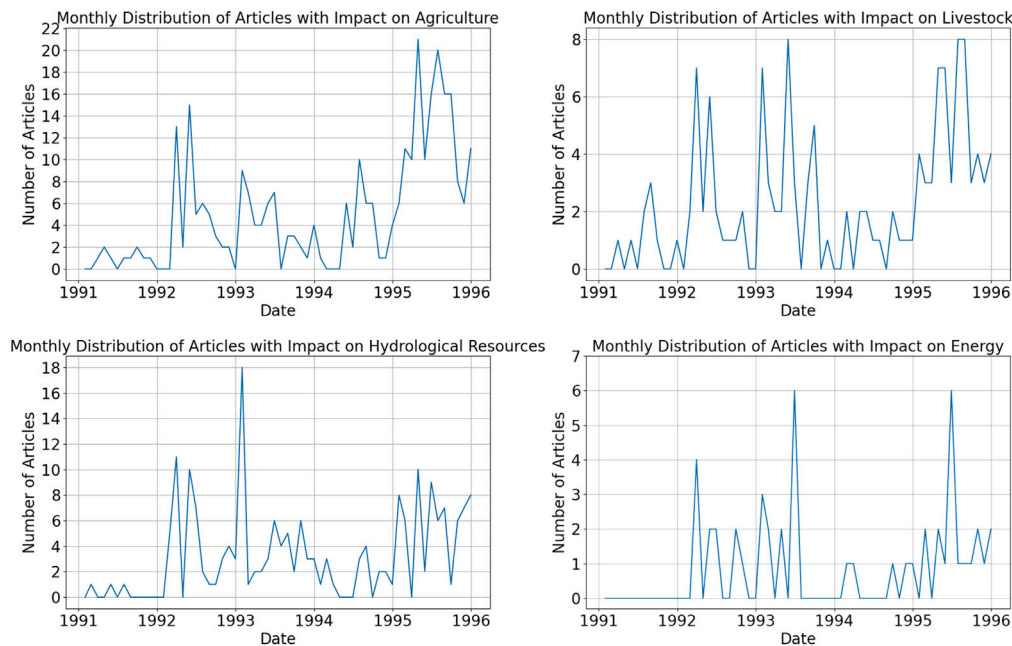 Monthly Distribution of Articles with Impact on Agriculture
22
20
18
16
14
12
10
8
6
4
2
0
Number of Articles
1991 1992 1993 1994 1995 1996
Date
Monthly Distribution of Articles with Impact on Livestock
8
6
4
2
0
Number of Articles
1991 1992 1993 1994 1995 1996
Date
Monthly Distribution of Articles with Impact on Hydrological Resources
18
16
14
12
10
8
6
4
2
0
Number of Articles
1991 1992 1993 1994 1995 1996
Date
Monthly Distribution of Articles with Impact on Energy
7
6
5
4
3
2
1
0
Number of Articles
1991 1992 1993 1994 1995 1996
Date